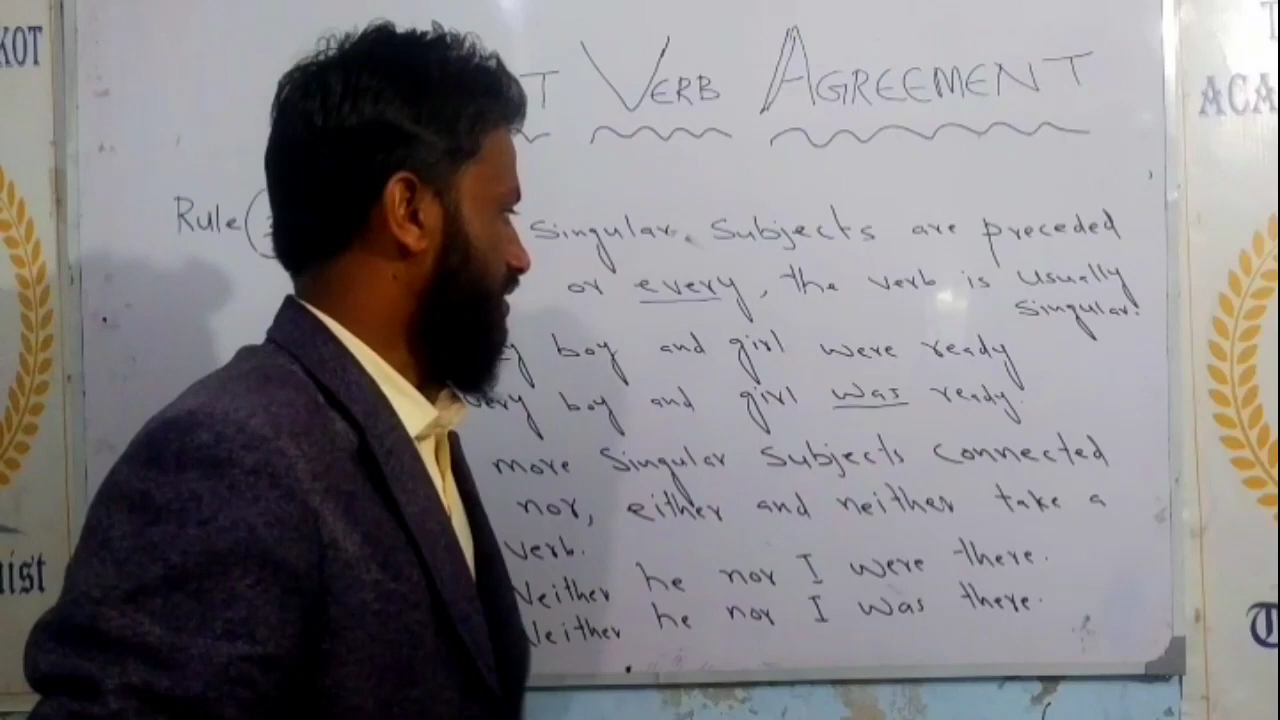 KOT
T VERB AGREEMENT
ACA
Rule
Singular Subjects are preceded
or every, the verb is usually
Singular.
boy and girl were ready
very boy and girl was ready.
more Singular Subjects connected
nor, either and neither take a
verb.
Neither he nor I were there.
Neither he nor I was there.
nist
T